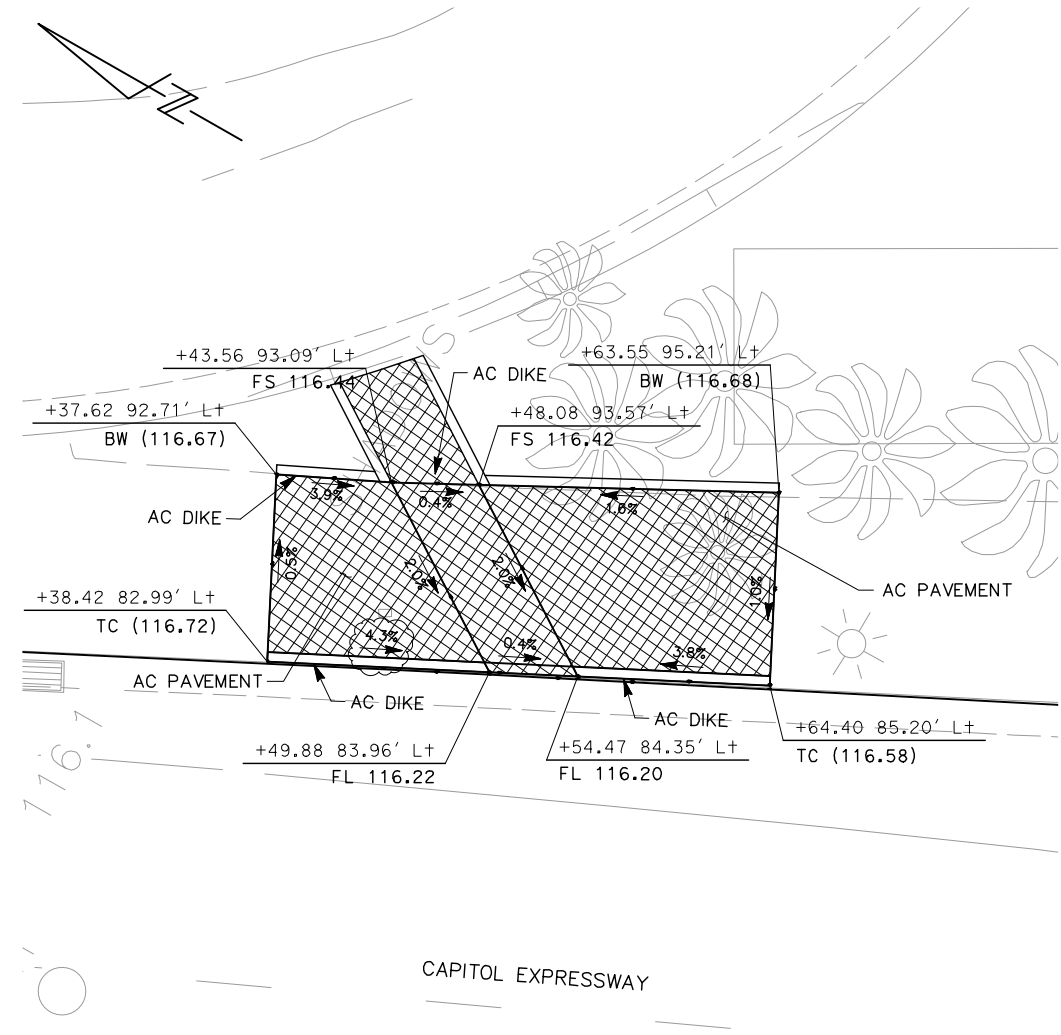 +43.56 93.09′ Lt
FS 116.44
+63.55 95.21′ Lt
BW (116.68)
AC DIKE
+37.62 92.71′ Lt
BW (116.67)
+48.08 93.57′ Lt
FS 116.42
AC DIKE
3.9%
0.4%
1.6%
0.5%
2.0%
2.0%
1.0%
AC PAVEMENT
+38.42 82.99′ Lt
TC (116.72)
4.3%
0.4%
3.8%
AC PAVEMENT
AC DIKE
AC DIKE
+64.40 85.20′ Lt
TC (116.58)
+49.88 83.96′ Lt
FL 116.22
+54.47 84.35′ Lt
FL 116.20
116.1
CAPITOL EXPRESSWAY